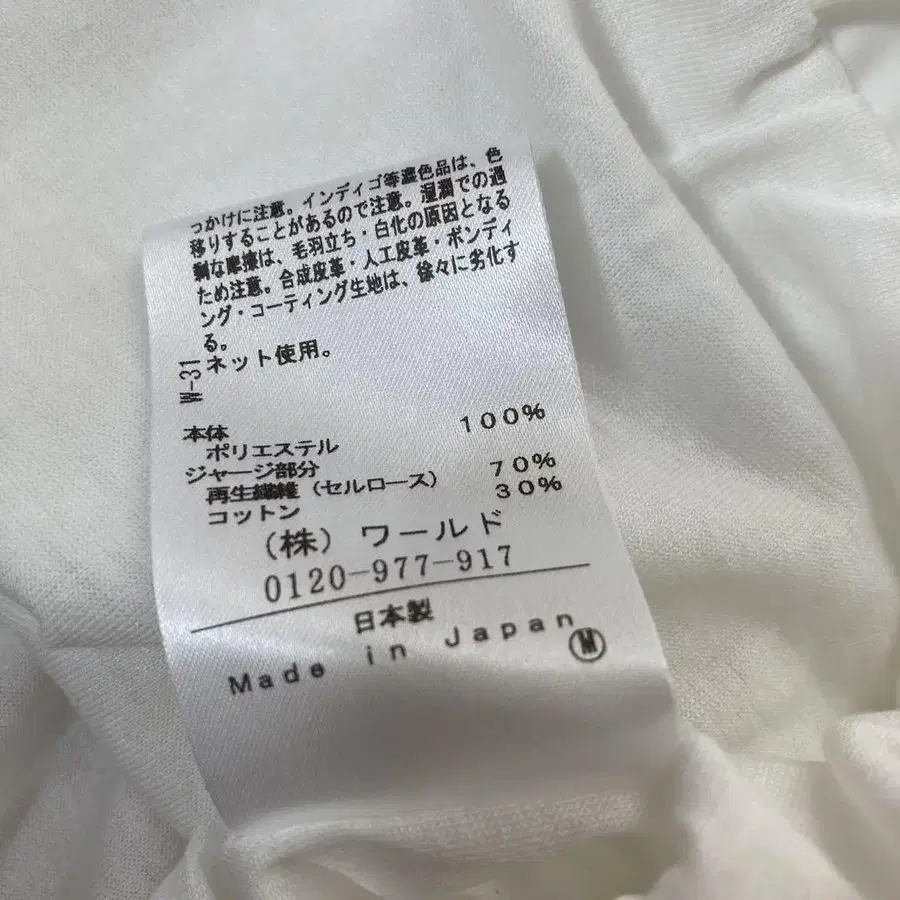 っかけに注意。インディゴ等濃色品は、色
移りすることがあるので注意。湿潤での過
剰な摩擦は、毛羽立ち・白化の原因となる
ため注意。合成皮革・人工皮革・ボンディ
ング・コーティング生地は、徐々に劣化す
る。
ネット使用。
W-31
本体
ポリエステル 100%
ジャージ部分
再生繊維(セルロース) 70%
コットン 30%
(株)ワールド
0120-977-917
日本製
Made in Japan
M